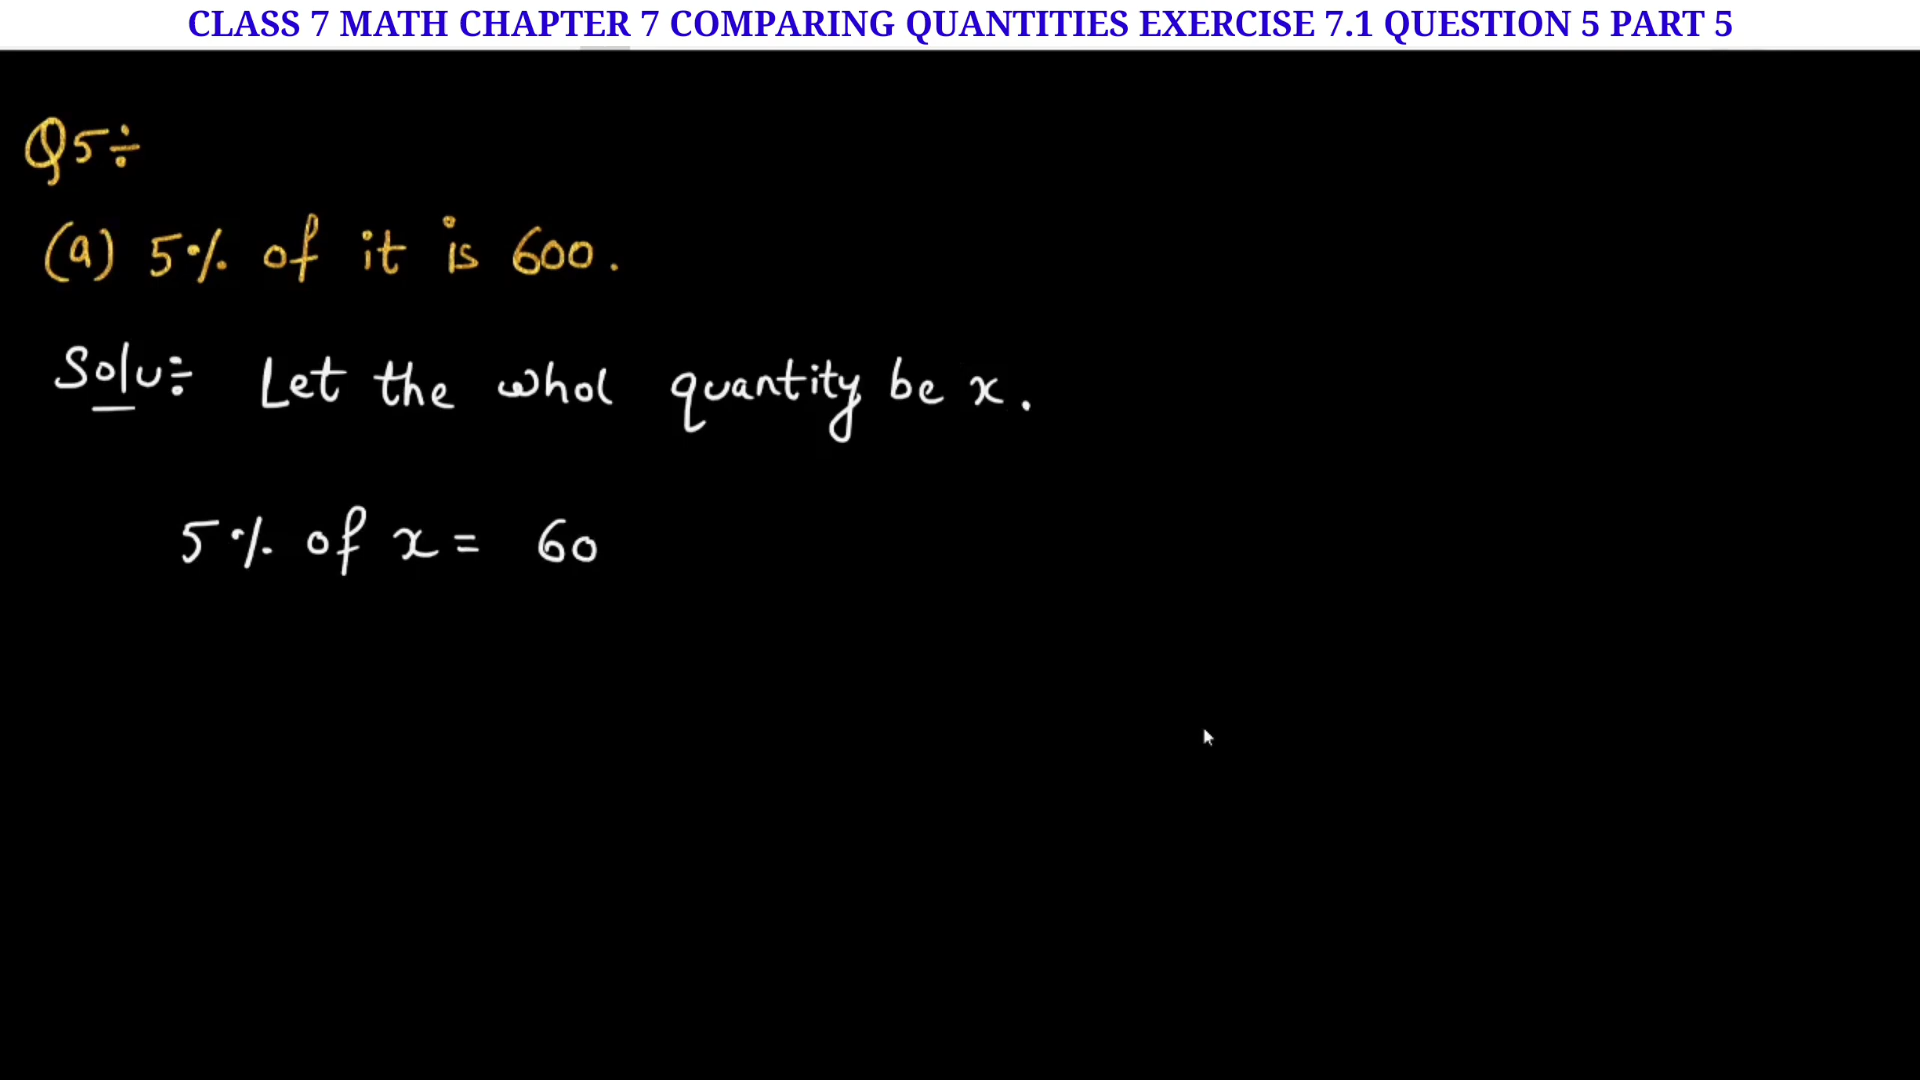 CLASS 7 MATH CHAPTER 7 COMPARING QUANTITIES EXERCISE 7.1 QUESTION 5 PART 5
Q5÷
(a) 5% of it is 600.
Solu÷ Let the whol quantity be x.
5% of x = 60